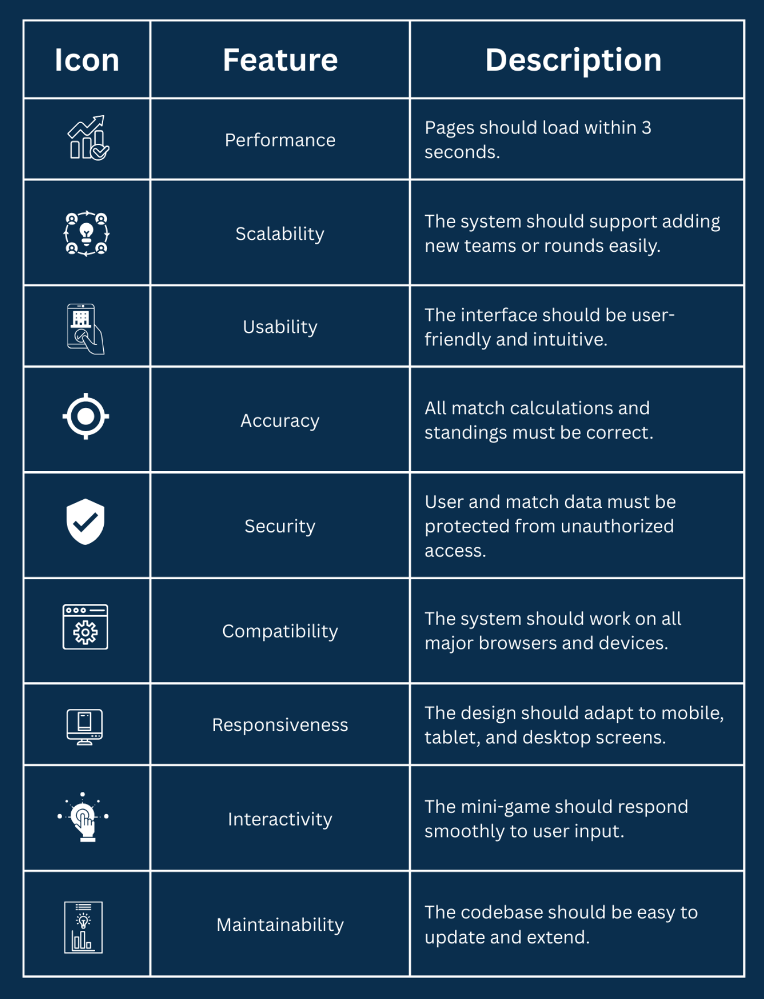 Icon Feature Description
Performance
Pages should load within 3
seconds.
Scalability
The system should support adding
new teams or rounds easily.
Usability
The interface should be user-
friendly and intuitive.
Accuracy
All match calculations and
standings must be correct.
Security
User and match data must be
protected from unauthorized
access.
Compatibility
The system should work on all
major browsers and devices.
Responsiveness
The design should adapt to mobile,
tablet, and desktop screens.
Interactivity
The mini-game should respond
smoothly to user input.
Maintainability
The codebase should be easy to
update and extend.